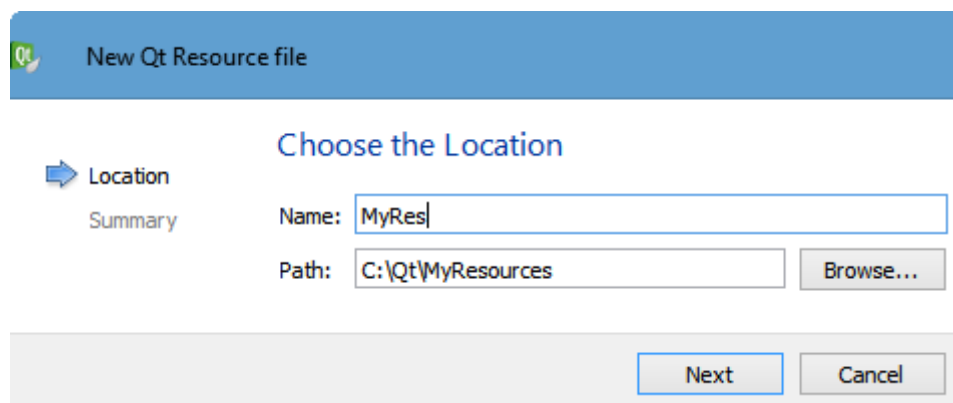 Qt
New Qt Resource file
Choose the Location
Location
Summary
Name: MyRes
Path: C:\Qt\MyResources Browse...
Next Cancel